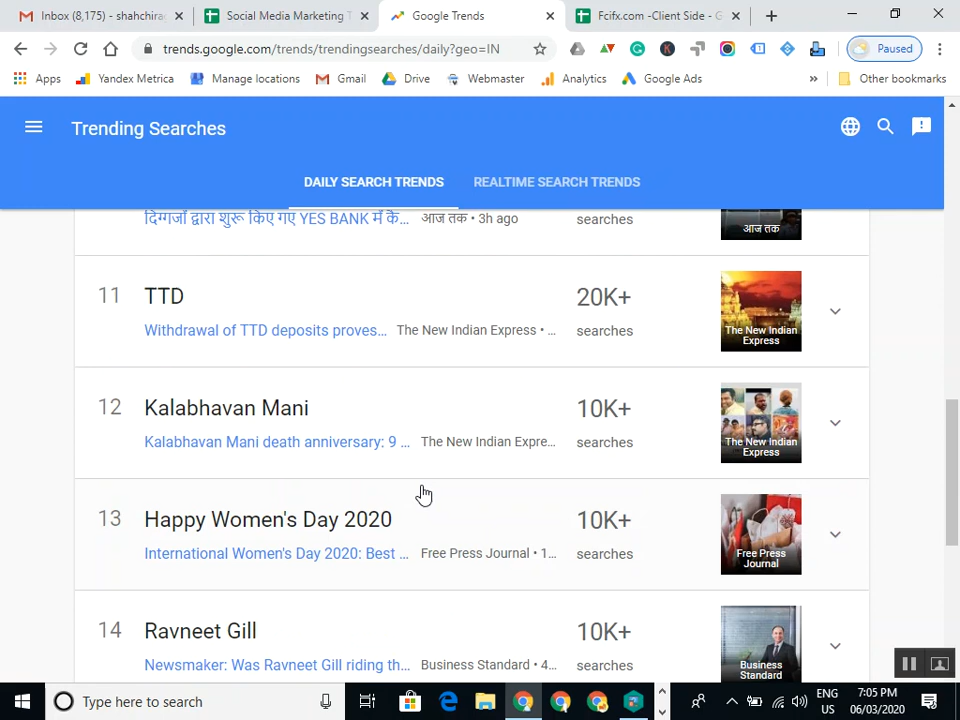 Inbox (8,175) - shahchira
Social Media Marketing T
Google Trends
Fcifx.com -Client Side - G
trends.google.com/trends/trendingsearches/daily?geo=IN
Paused
Apps
Yandex Metrica
Manage locations
Gmail
Drive
Webmaster
Analytics
Google Ads
»
Other bookmarks
Trending Searches
DAILY SEARCH TRENDS
REALTIME SEARCH TRENDS
दिग्गजों द्वारा शुरू किए गए YES BANK में के...
आज तक • 3h ago
searches
आज तक
11
TTD
20K+
Withdrawal of TTD deposits proves...
The New Indian Express • ...
searches
The New Indian
Express
12
Kalabhavan Mani
10K+
Kalabhavan Mani death anniversary: 9 ...
The New Indian Expre...
searches
The New Indian
Express
13
Happy Women's Day 2020
10K+
International Women's Day 2020: Best ...
Free Press Journal • 1...
searches
Free Press
Journal
14
Ravneet Gill
10K+
Newsmaker: Was Ravneet Gill riding th...
Business Standard • 4...
searches
Business
Standard
Type here to search
ENG
US
7:05 PM
06/03/2020